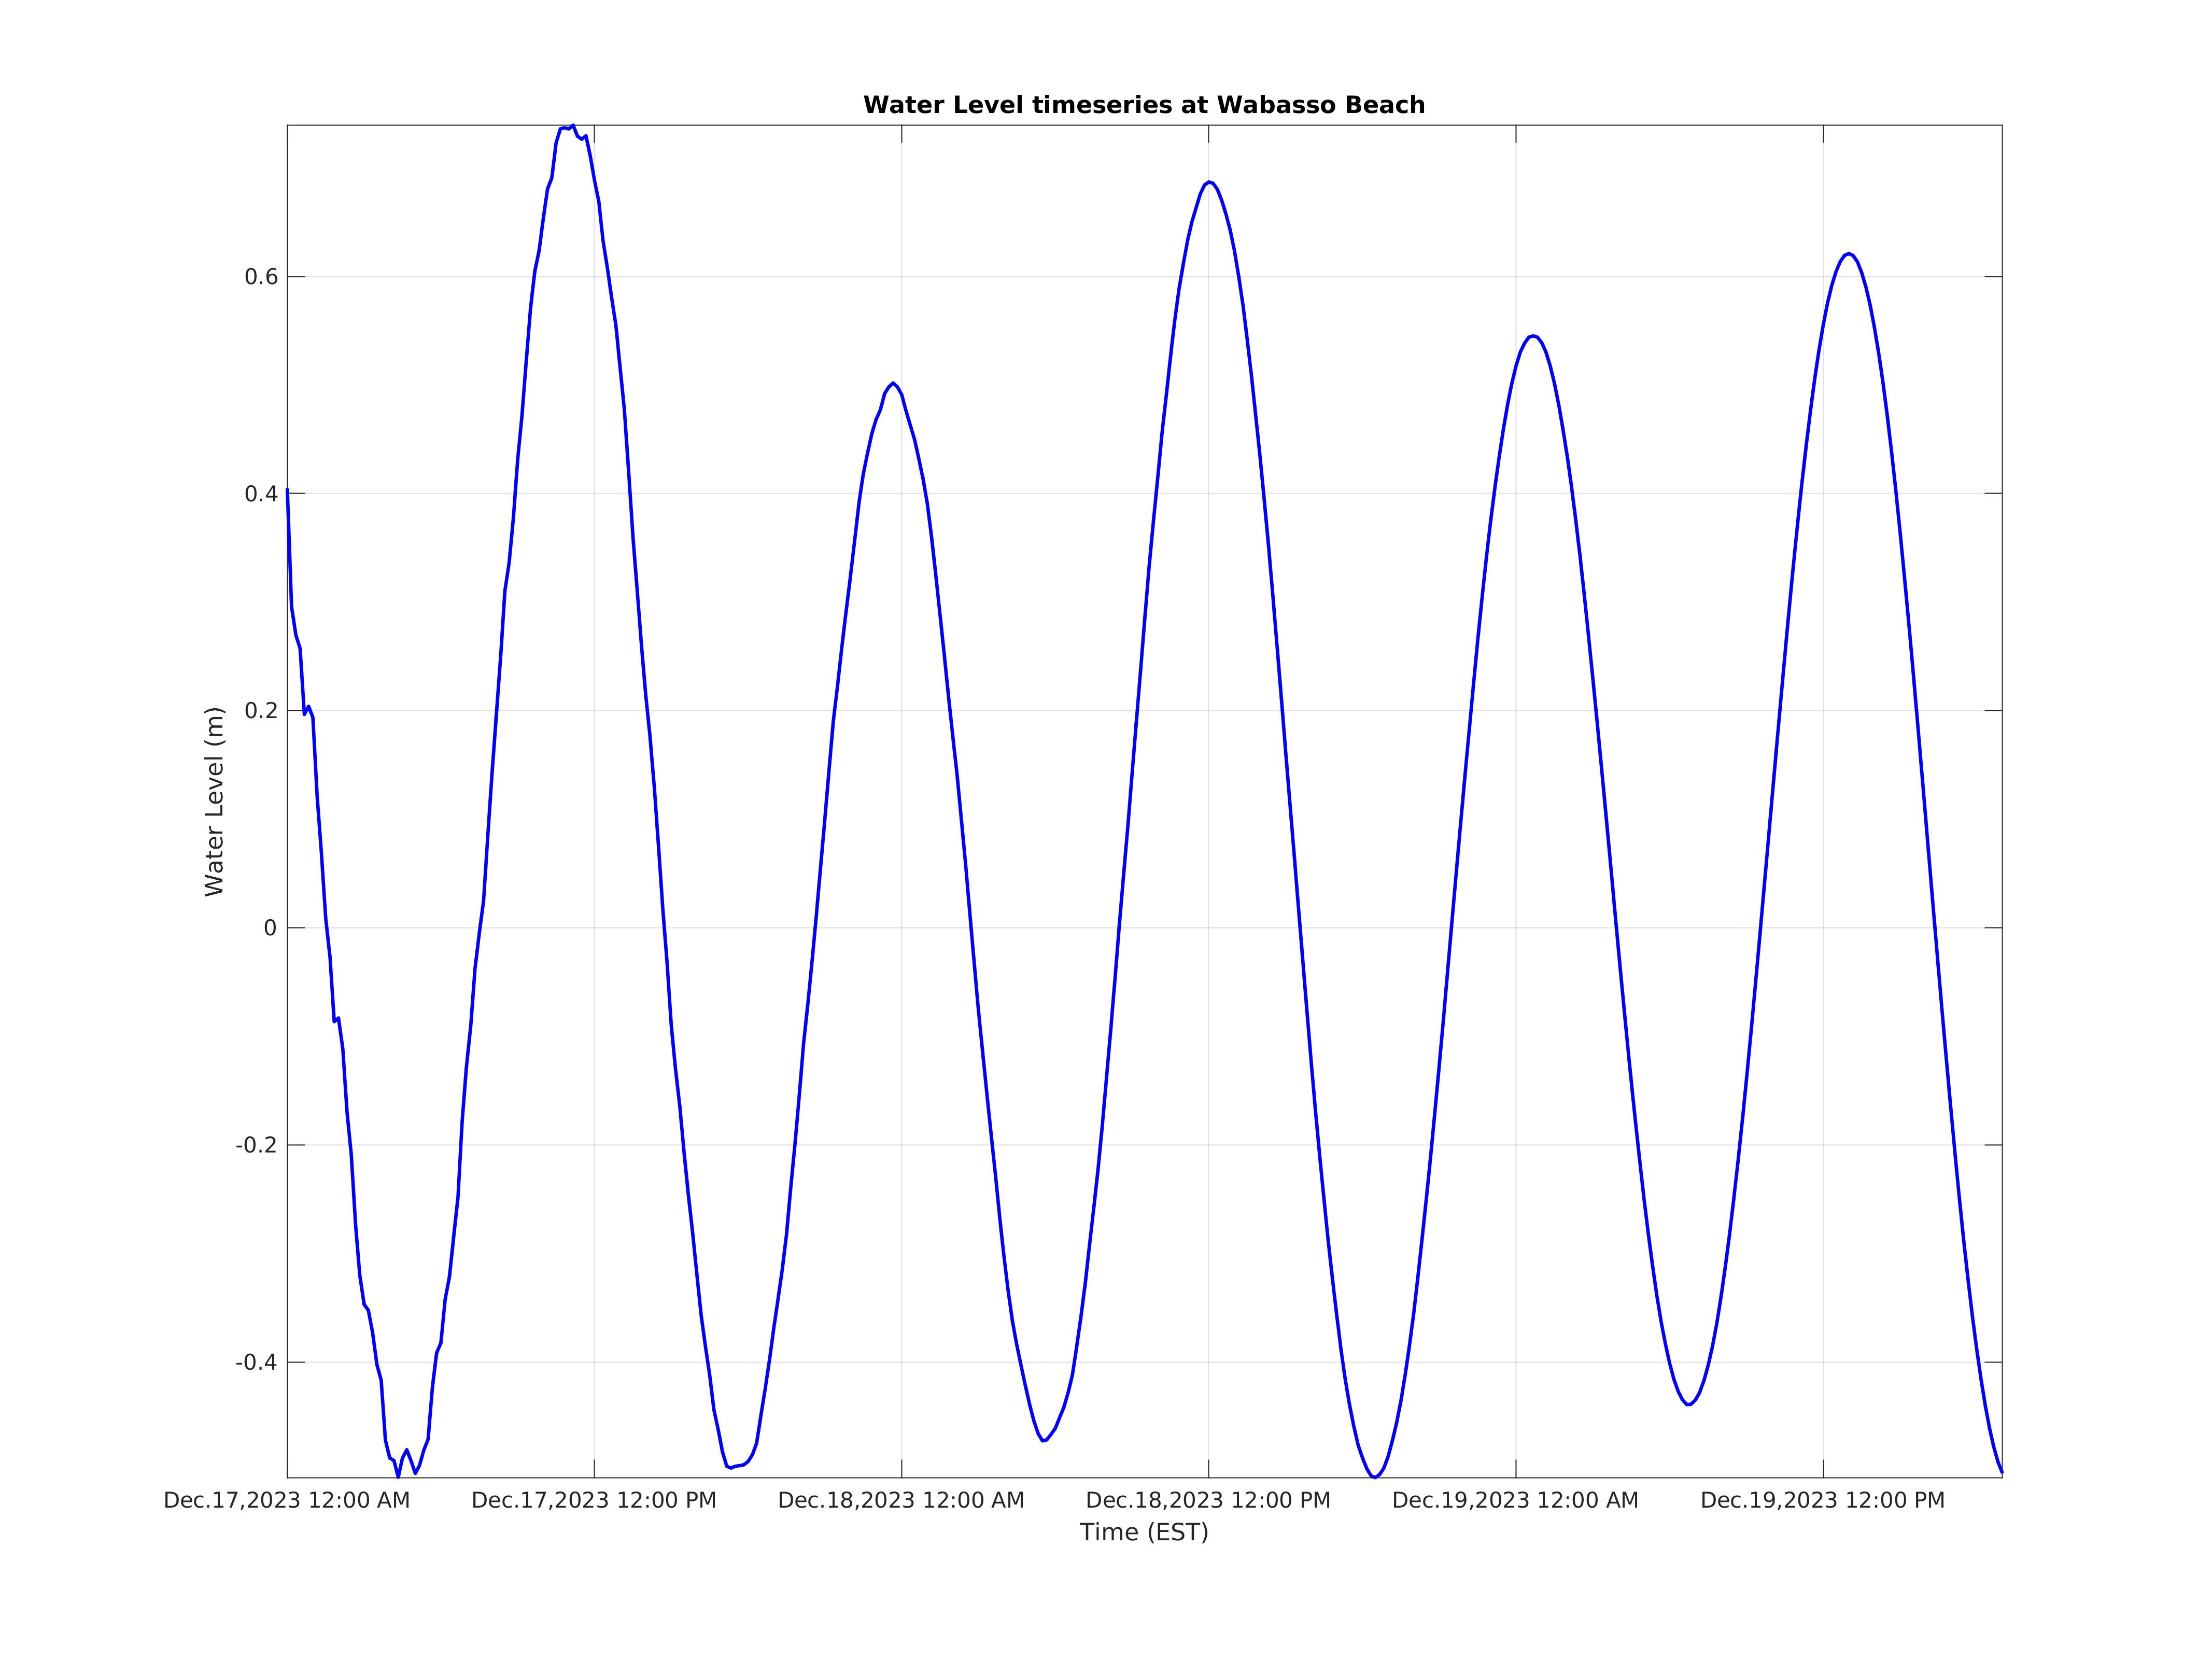 Water Level timeseries at Wabasso Beach
Water Level (m)
0.6
0.4
0.2
0
-0.2
-0.4
Dec.17,2023 12:00 AM
Dec.17,2023 12:00 PM
Dec.18,2023 12:00 AM
Dec.18,2023 12:00 PM
Dec.19,2023 12:00 AM
Dec.19,2023 12:00 PM
Time (EST)